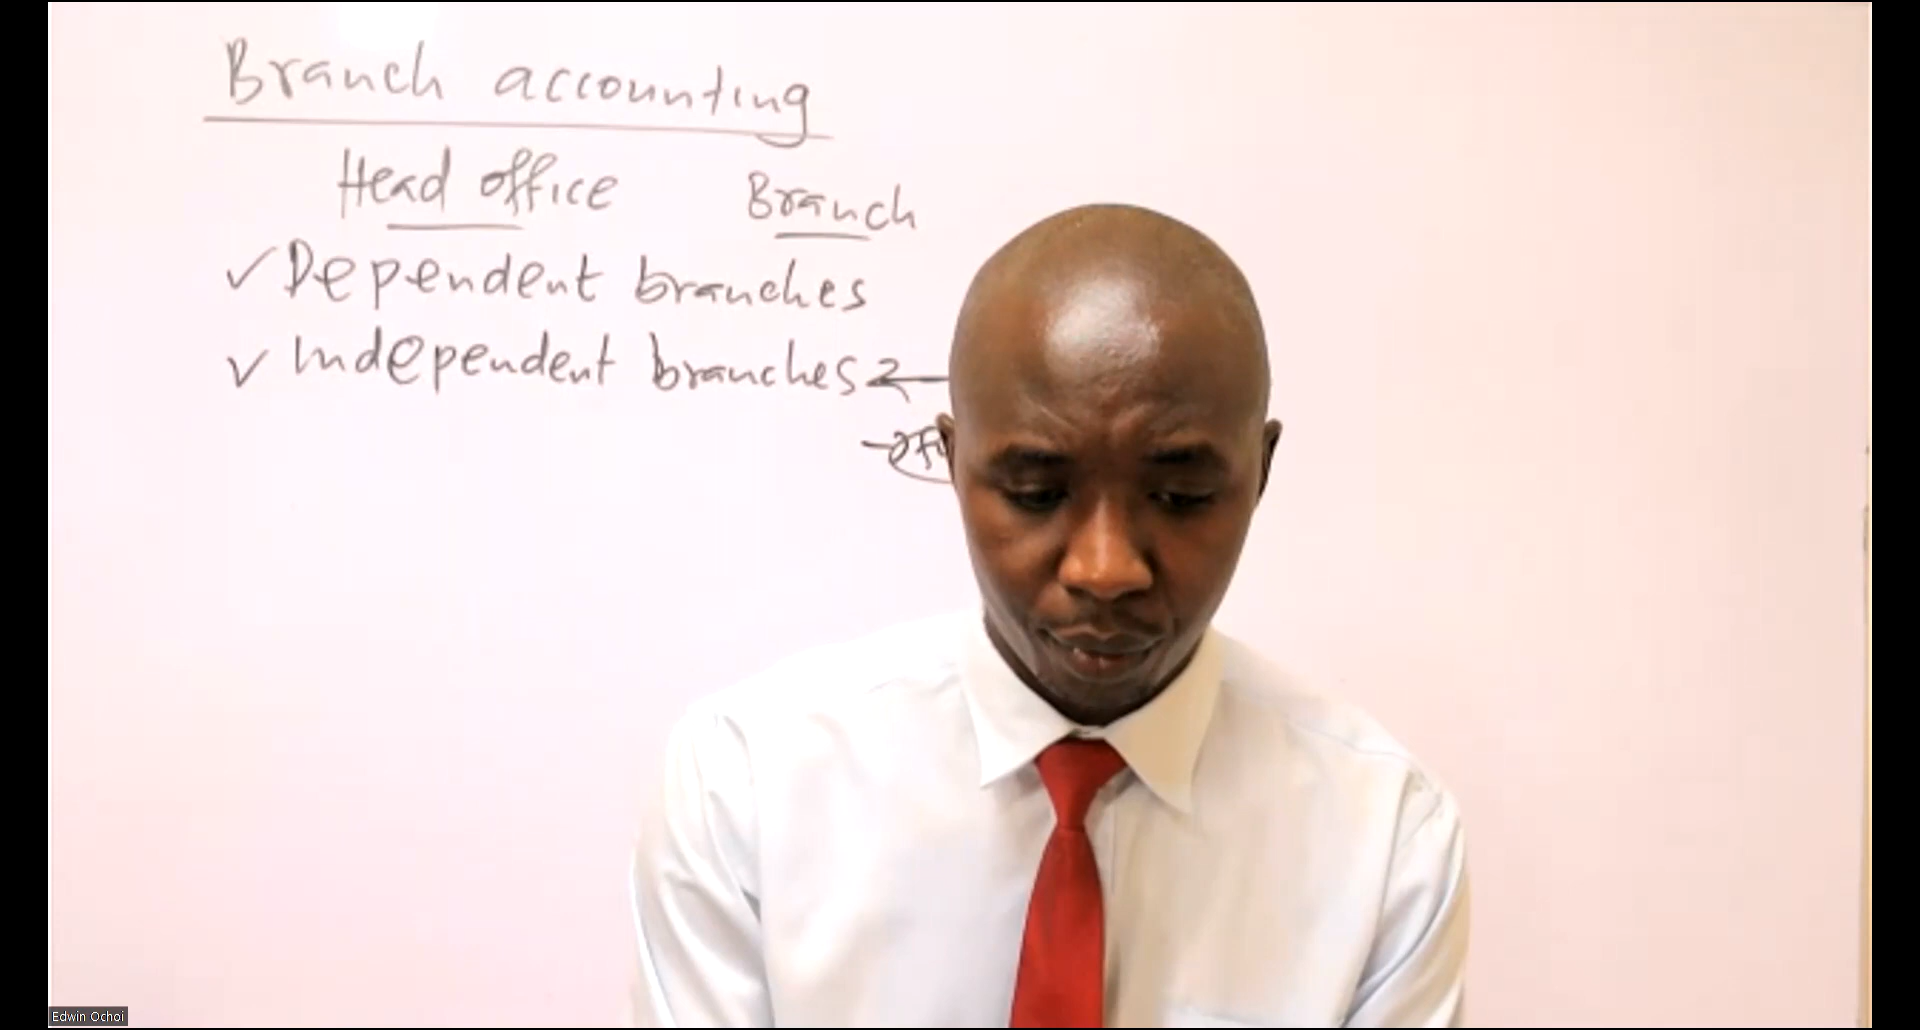 Branch accounting
Head office Branch
✓ Dependent branches
✓ Independent branches ←
Edwin Ochoi